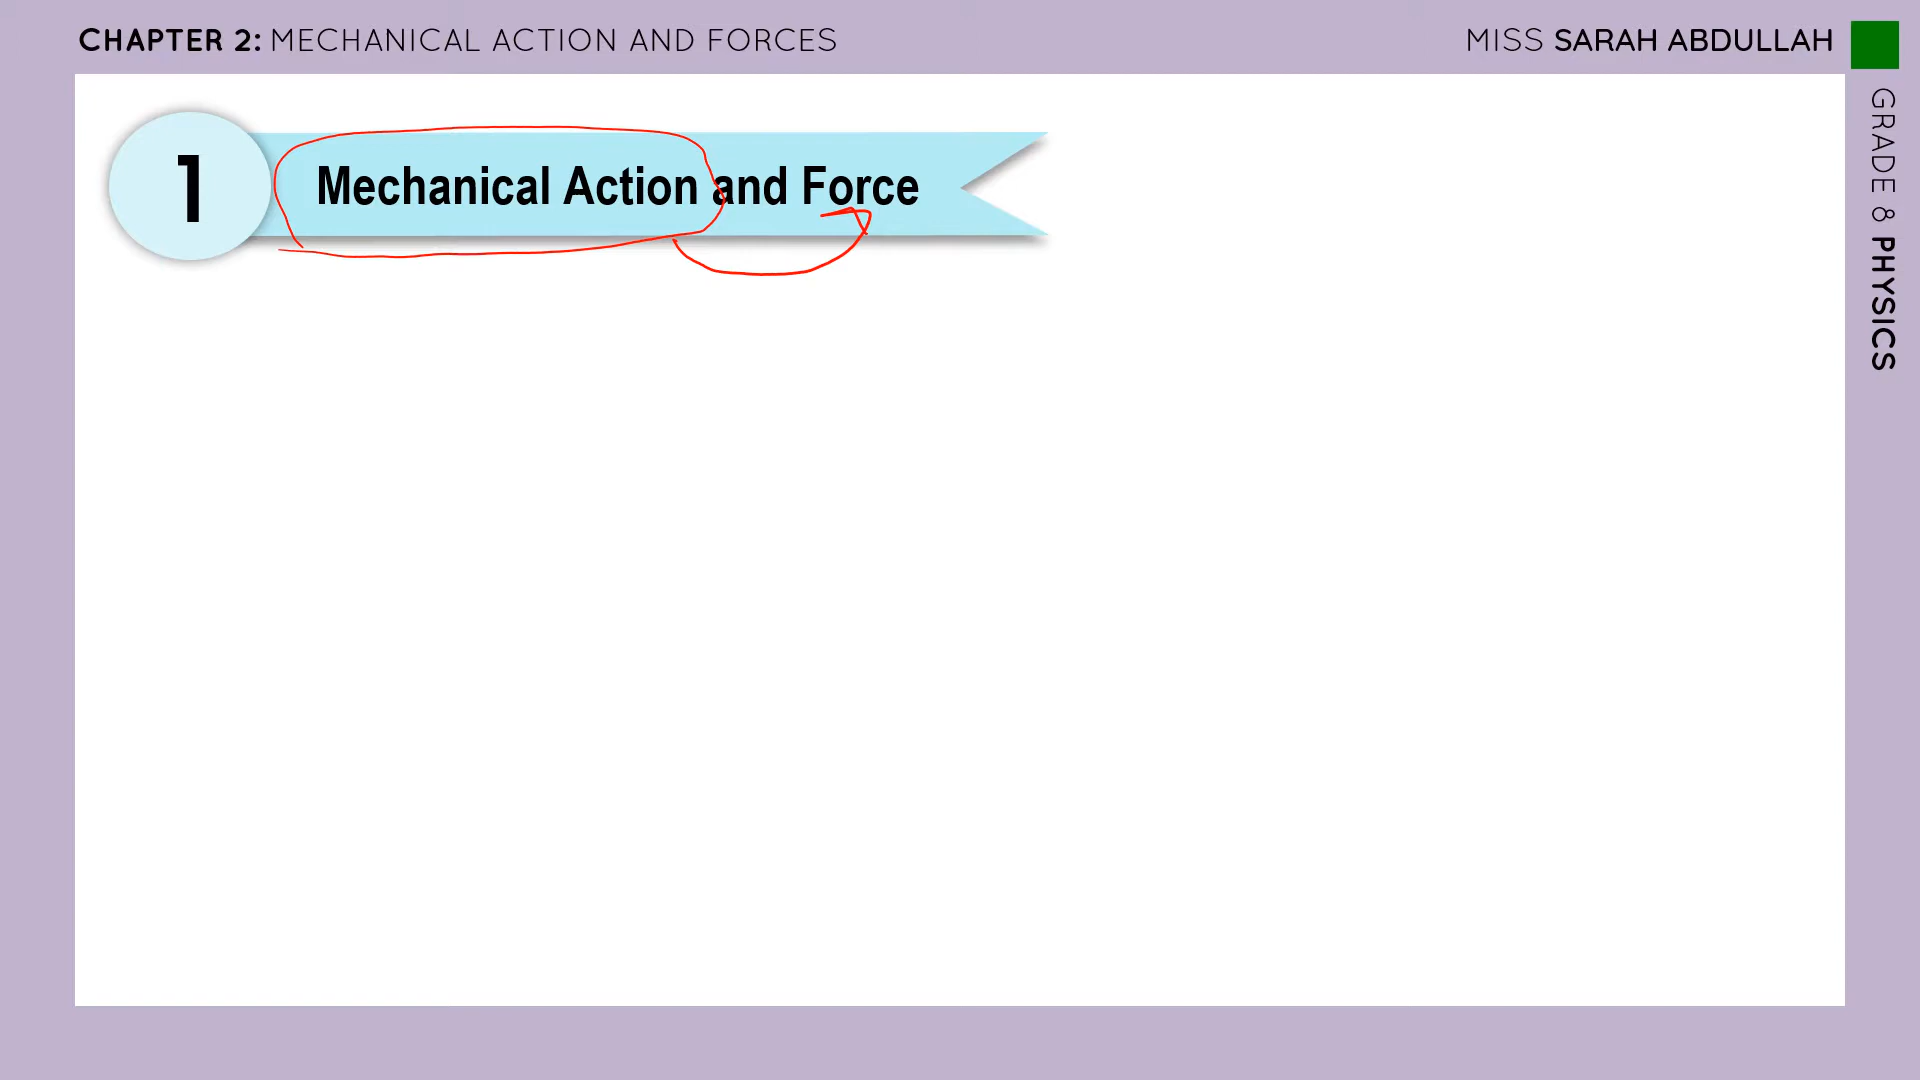 CHAPTER 2: MECHANICAL ACTION AND FORCES
MISS SARAH ABDULLAH
GRADE 8 PHYSICS
1
Mechanical Action and Force